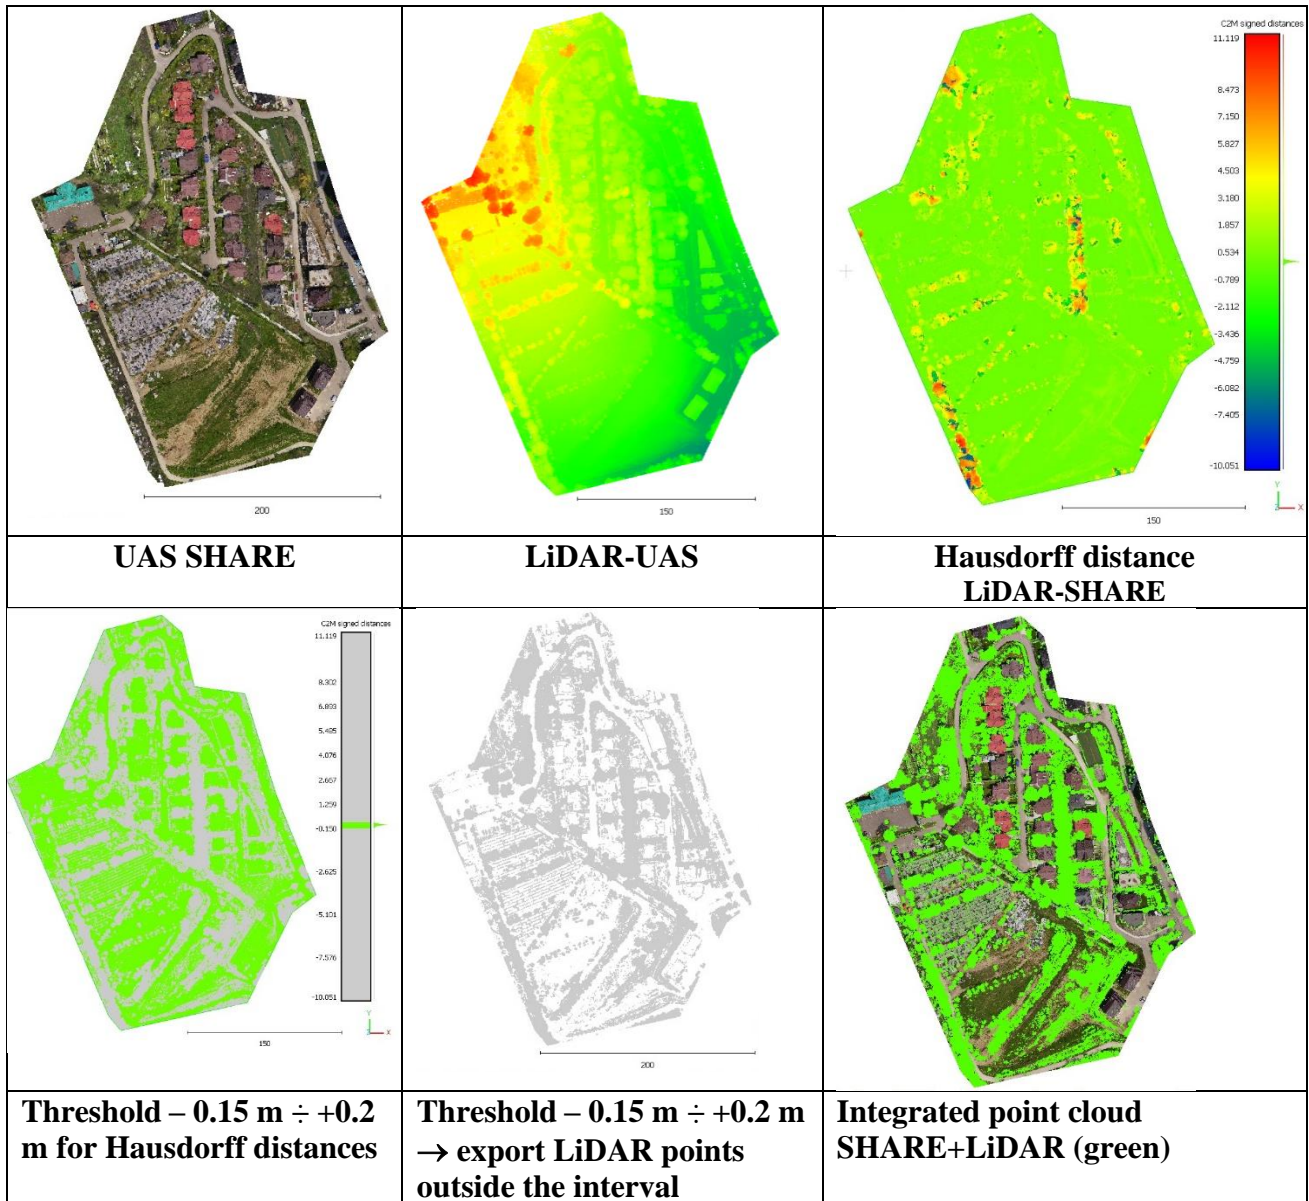 C2M signed distances
11.119
8.473
7.150
5.827
4.503
3.180
1.857
0.534
-0.789
-2.112
-3.436
-4.759
-6.082
-7.405
-10.051
Y
Z
X
200
150
150
UAS SHARE
LiDAR-UAS
Hausdorff distance
LiDAR-SHARE
C2M signed distances
11.119
8.302
6.893
5.485
4.076
2.667
1.259
-0.150
-2.625
-5.101
-7.576
-10.051
Y
X
150
200
Threshold – 0.15 m ÷ +0.2
m for Hausdorff distances
Threshold – 0.15 m ÷ +0.2 m
→ export LiDAR points
outside the interval
Integrated point cloud
SHARE+LiDAR (green)